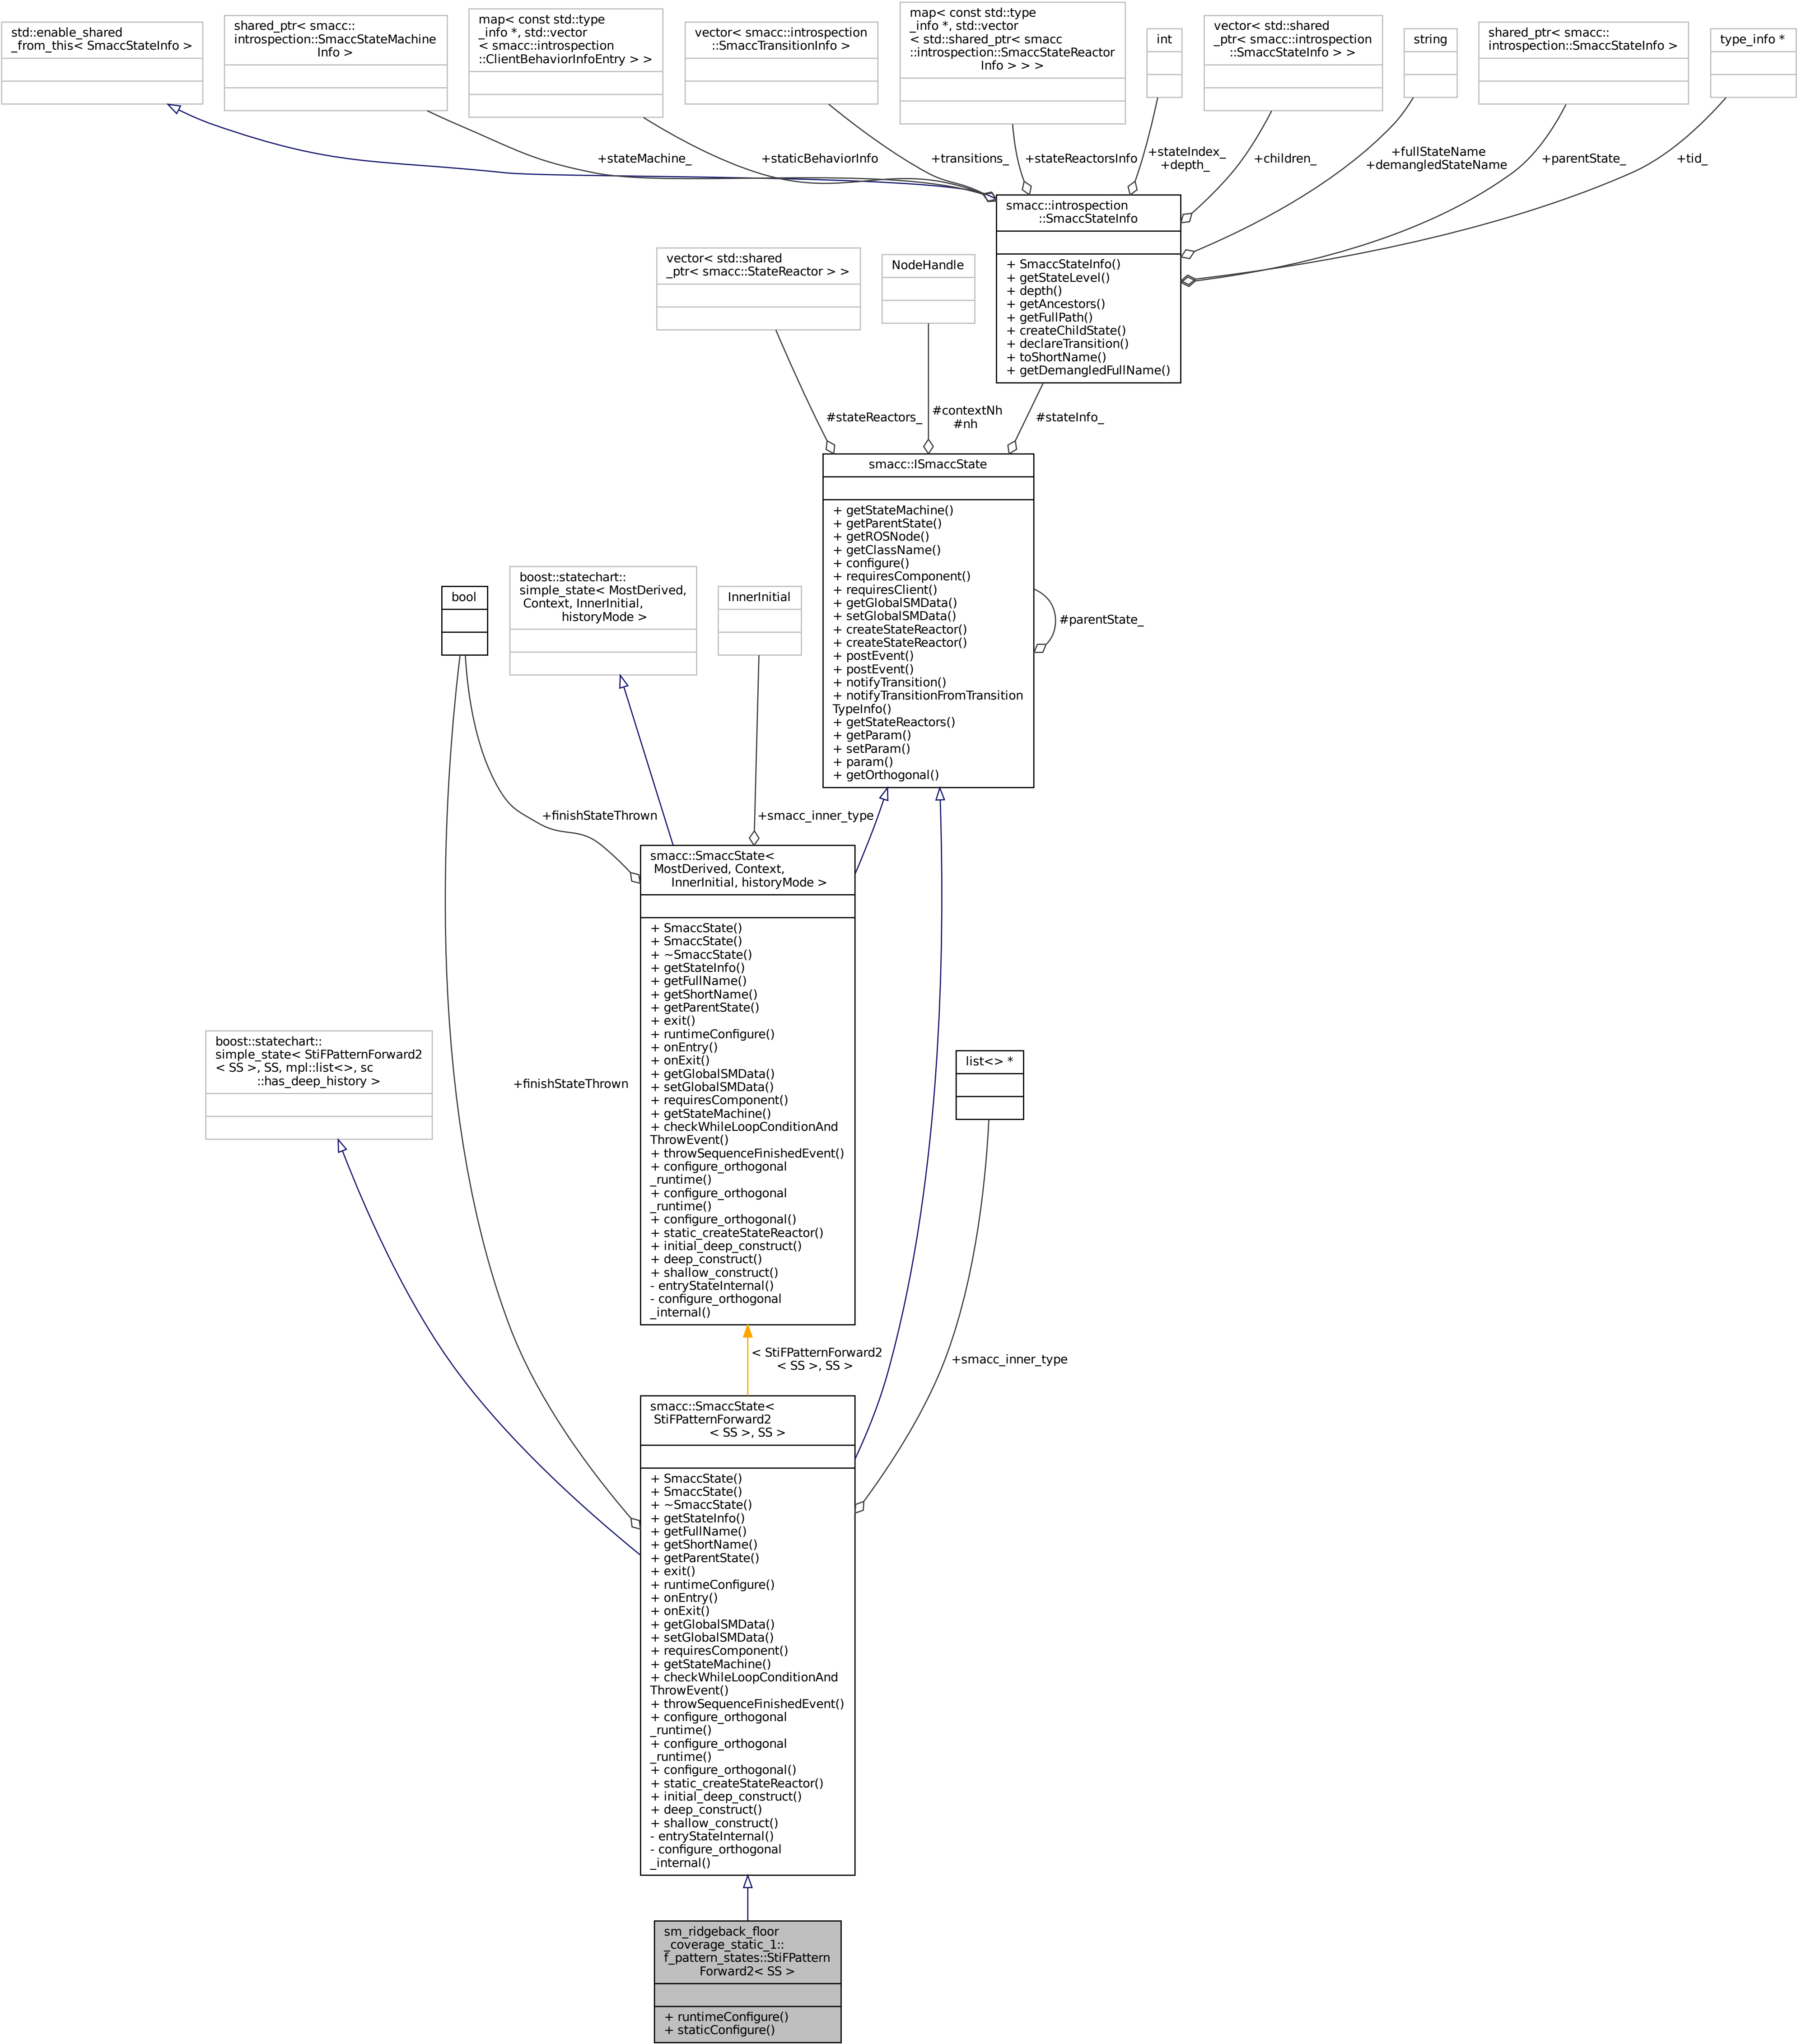 std::enable_shared
_from_this< SmaccStateInfo >
shared_ptr< smacc::
introspection::SmaccStateMachine
Info >
map< const std::type
_info *, std::vector
< smacc::introspection
::ClientBehaviorInfoEntry > >
vector< smacc::introspection
::SmaccTransitionInfo >
map< const std::type
_info *, std::vector
< std::shared_ptr< smacc
::introspection::SmaccStateReactor
Info > > >
int
vector< std::shared
_ptr< smacc::introspection
::SmaccStateInfo > >
string
shared_ptr< smacc::
introspection::SmaccStateInfo >
type_info *
+stateMachine_
+staticBehaviorInfo
+transitions_
+stateReactorsInfo
+stateIndex_
+depth_
+children_
+fullStateName
+demangledStateName
+parentState_
+tid_
smacc::introspection
::SmaccStateInfo
+ SmaccStateInfo()
+ getStateLevel()
+ depth()
+ getAncestors()
+ getFullPath()
+ createChildState()
+ declareTransition()
+ toShortName()
+ getDemangledFullName()
vector< std::shared
_ptr< smacc::StateReactor > >
NodeHandle
#stateReactors_
#contextNh
#nh
#stateInfo_
smacc::ISmaccState
+ getStateMachine()
+ getParentState()
+ getROSNode()
+ getClassName()
+ configure()
+ requiresComponent()
+ requiresClient()
+ getGlobalSMData()
+ setGlobalSMData()
+ createStateReactor()
+ createStateReactor()
+ postEvent()
+ postEvent()
+ notifyTransition()
+ notifyTransitionFromTransition
TypeInfo()
+ getStateReactors()
+ getParam()
+ setParam()
+ param()
+ getOrthogonal()
#parentState_
bool
boost::statechart::
simple_state< MostDerived,
Context, InnerInitial,
historyMode >
InnerInitial
+finishStateThrown
+smacc_inner_type
smacc::SmaccState<
MostDerived, Context,
InnerInitial, historyMode >
+ SmaccState()
+ SmaccState()
+ ~SmaccState()
+ getStateInfo()
+ getFullName()
+ getShortName()
+ getParentState()
+ exit()
+ runtimeConfigure()
+ onEntry()
+ onExit()
+ getGlobalSMData()
+ setGlobalSMData()
+ requiresComponent()
+ getStateMachine()
+ checkWhileLoopConditionAnd
ThrowEvent()
+ throwSequenceFinishedEvent()
+ configure_orthogonal
_runtime()
+ configure_orthogonal
_runtime()
+ configure_orthogonal()
+ static_createStateReactor()
+ initial_deep_construct()
+ deep_construct()
+ shallow_construct()
- entryStateInternal()
- configure_orthogonal
_internal()
boost::statechart::
simple_state< StiFPatternForward2
< SS >, SS, mpl::list<>, sc
::has_deep_history >
+finishStateThrown
list<> *
< StiFPatternForward2
< SS >, SS >
+smacc_inner_type
smacc::SmaccState<
StiFPatternForward2
< SS >, SS >
+ SmaccState()
+ SmaccState()
+ ~SmaccState()
+ getStateInfo()
+ getFullName()
+ getShortName()
+ getParentState()
+ exit()
+ runtimeConfigure()
+ onEntry()
+ onExit()
+ getGlobalSMData()
+ setGlobalSMData()
+ requiresComponent()
+ getStateMachine()
+ checkWhileLoopConditionAnd
ThrowEvent()
+ throwSequenceFinishedEvent()
+ configure_orthogonal
_runtime()
+ configure_orthogonal
_runtime()
+ configure_orthogonal()
+ static_createStateReactor()
+ initial_deep_construct()
+ deep_construct()
+ shallow_construct()
- entryStateInternal()
- configure_orthogonal
_internal()
sm_ridgeback_floor
_coverage_static_1::
f_pattern_states::StiFPattern
Forward2< SS >
+ runtimeConfigure()
+ staticConfigure()